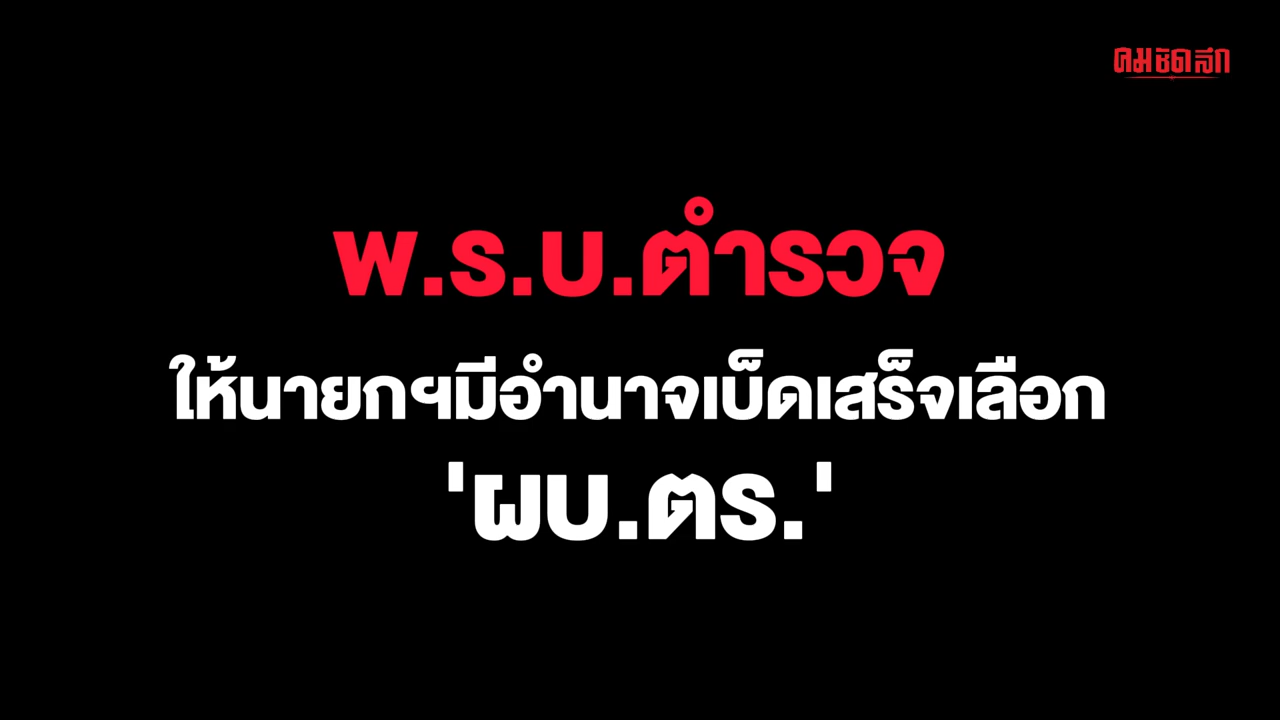 คมชัดลึก
พ.ร.บ.ตำรวจ
ให้นายกฯมีอำนาจเบ็ดเสร็จเลือก
'ผบ.ตร.'